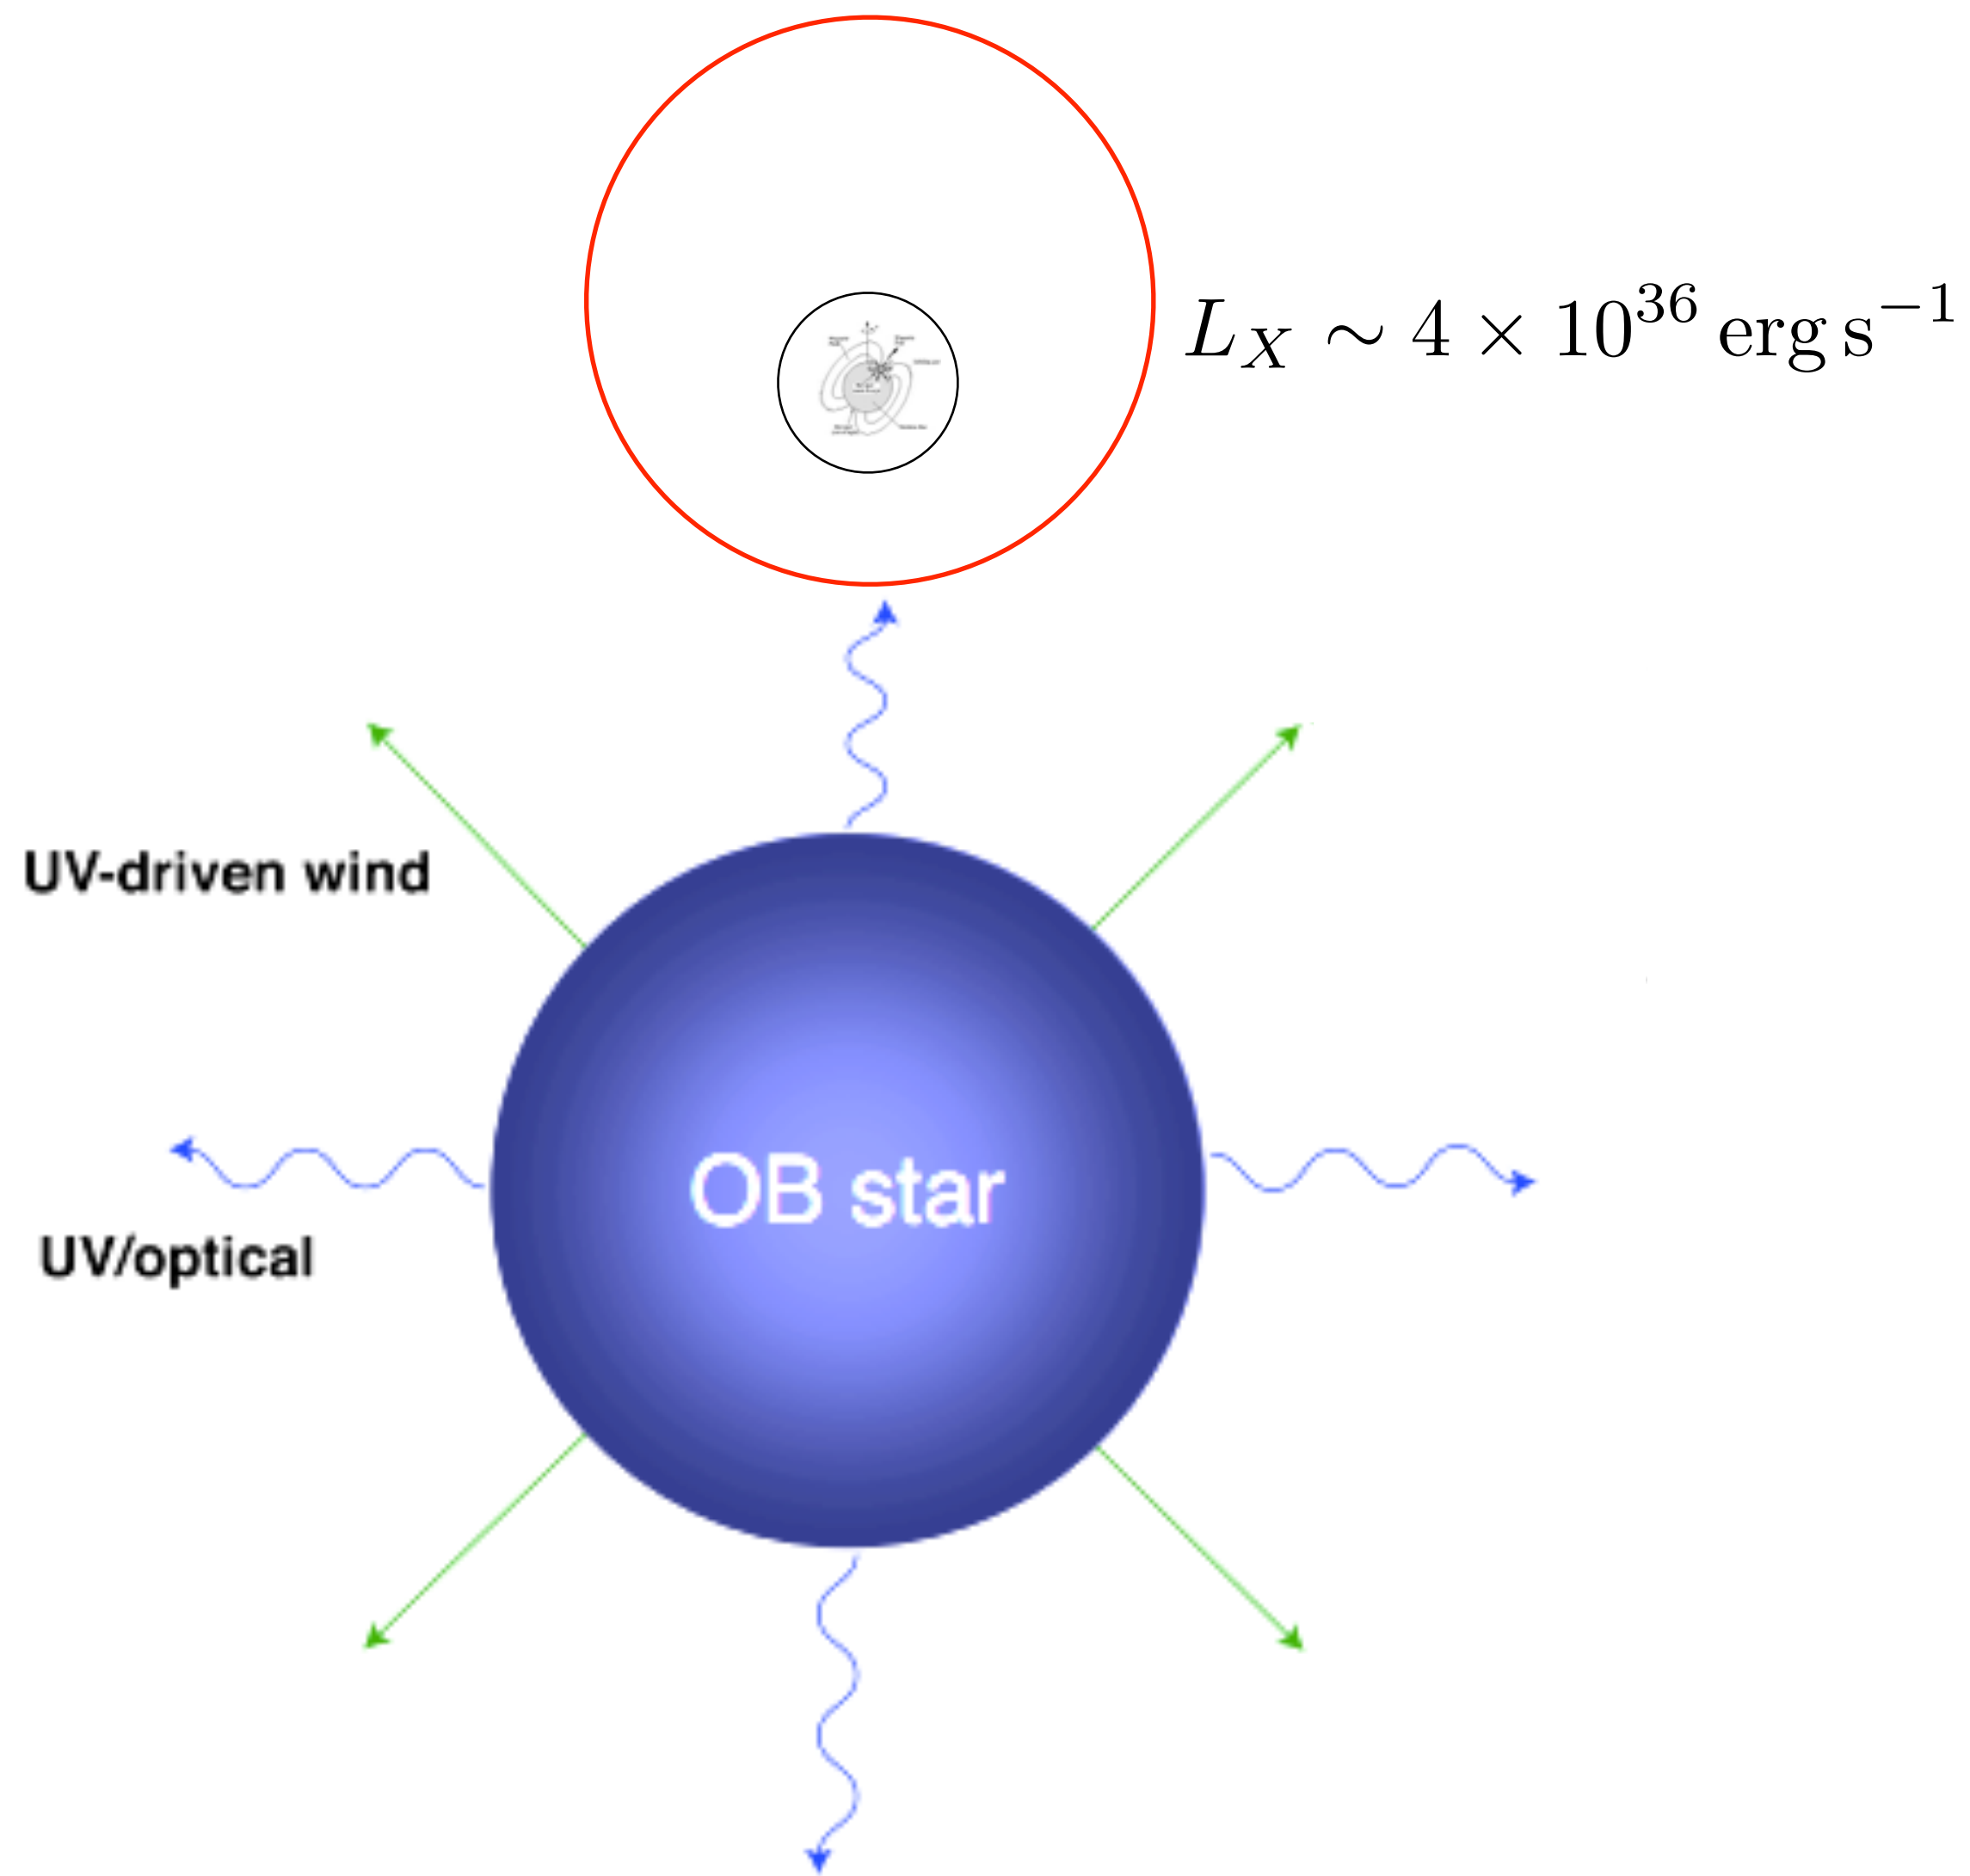 L_X ∼ 4 × 10^36 erg s^−1
UV-driven wind
OB star
UV/optical